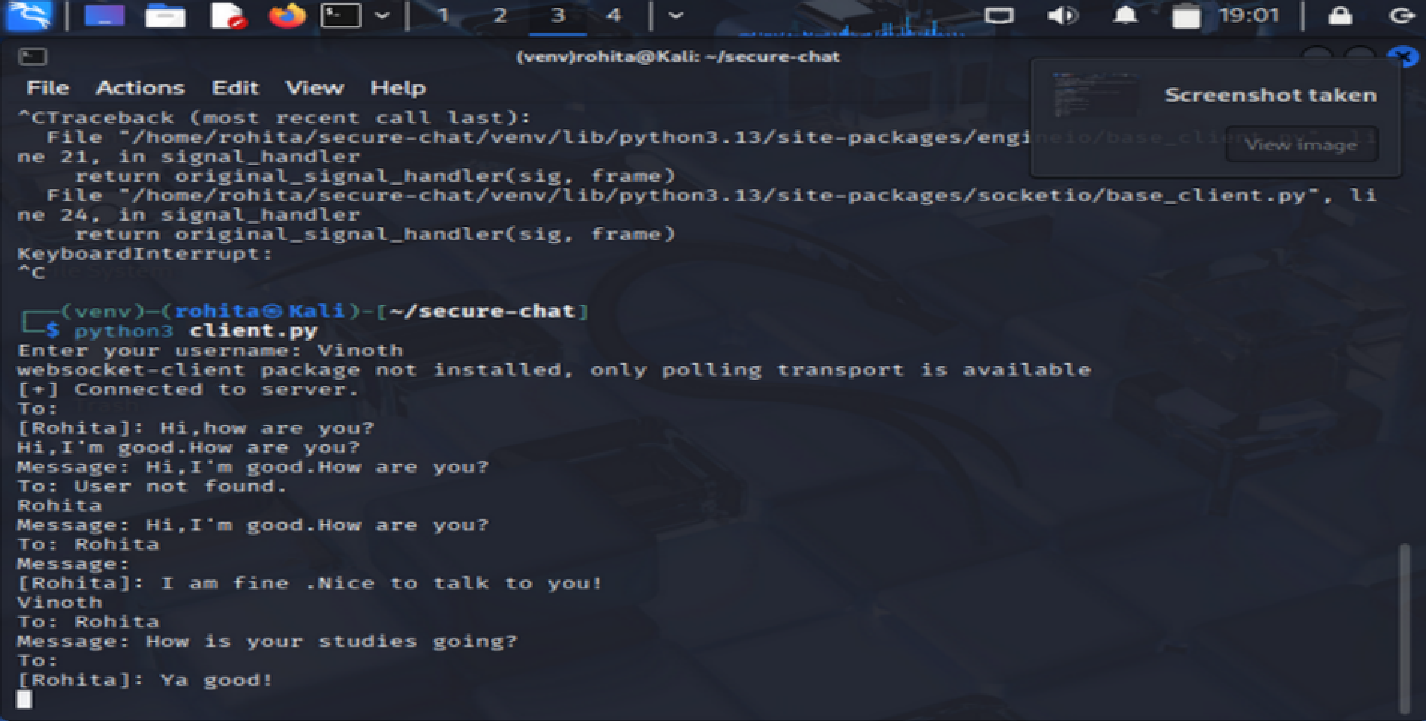 1 2 3 4 19:01
(venv)rohita@Kali: ~/secure-chat
File Actions Edit View Help
Screenshot taken
View image
^CTraceback (most recent call last):
  File "/home/rohita/secure-chat/venv/lib/python3.13/site-packages/engineio/base_client.py", li
ne 21, in signal_handler
    return original_signal_handler(sig, frame)
  File "/home/rohita/secure-chat/venv/lib/python3.13/site-packages/socketio/base_client.py", li
ne 24, in signal_handler
    return original_signal_handler(sig, frame)
KeyboardInterrupt:
^C
┌──(venv)─(rohita㉿Kali)-[~/secure-chat]
└─$ python3 client.py
Enter your username: Vinoth
websocket-client package not installed, only polling transport is available
[+] Connected to server.
To:
[Rohita]: Hi,how are you?
Hi,I'm good.How are you?
Message: Hi,I'm good.How are you?
To: User not found.
Rohita
Message: Hi,I'm good.How are you?
To: Rohita
Message:
[Rohita]: I am fine .Nice to talk to you!
Vinoth
To: Rohita
Message: How is your studies going?
To:
[Rohita]: Ya good!